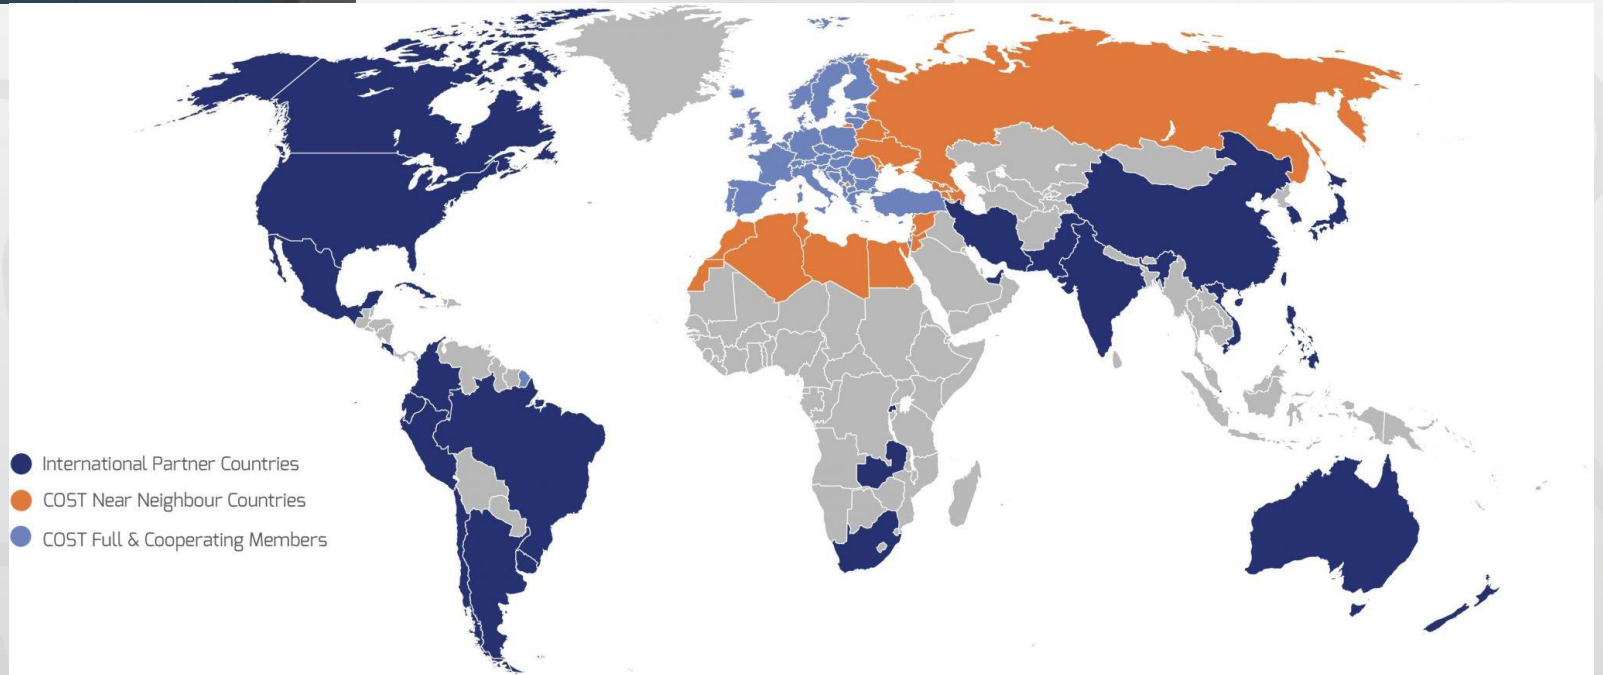 International Partner Countries
COST Near Neighbour Countries
COST Full & Cooperating Members